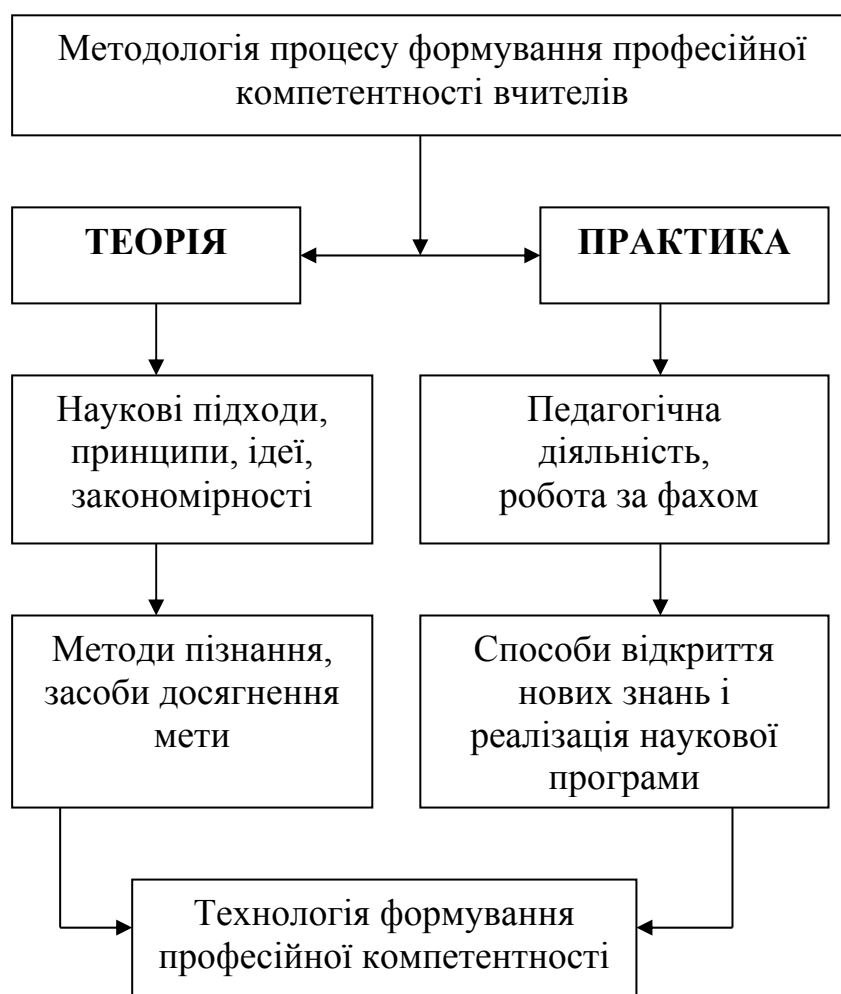 Методологія процесу формування професійної
компетентності вчителів
ТЕОРІЯ
ПРАКТИКА
Наукові підходи,
принципи, ідеї,
закономірності
Педагогічна
діяльність,
робота за фахом
Методи пізнання,
засоби досягнення
мети
Способи відкриття
нових знань і
реалізація наукової
програми
Технологія формування
професійної компетентності